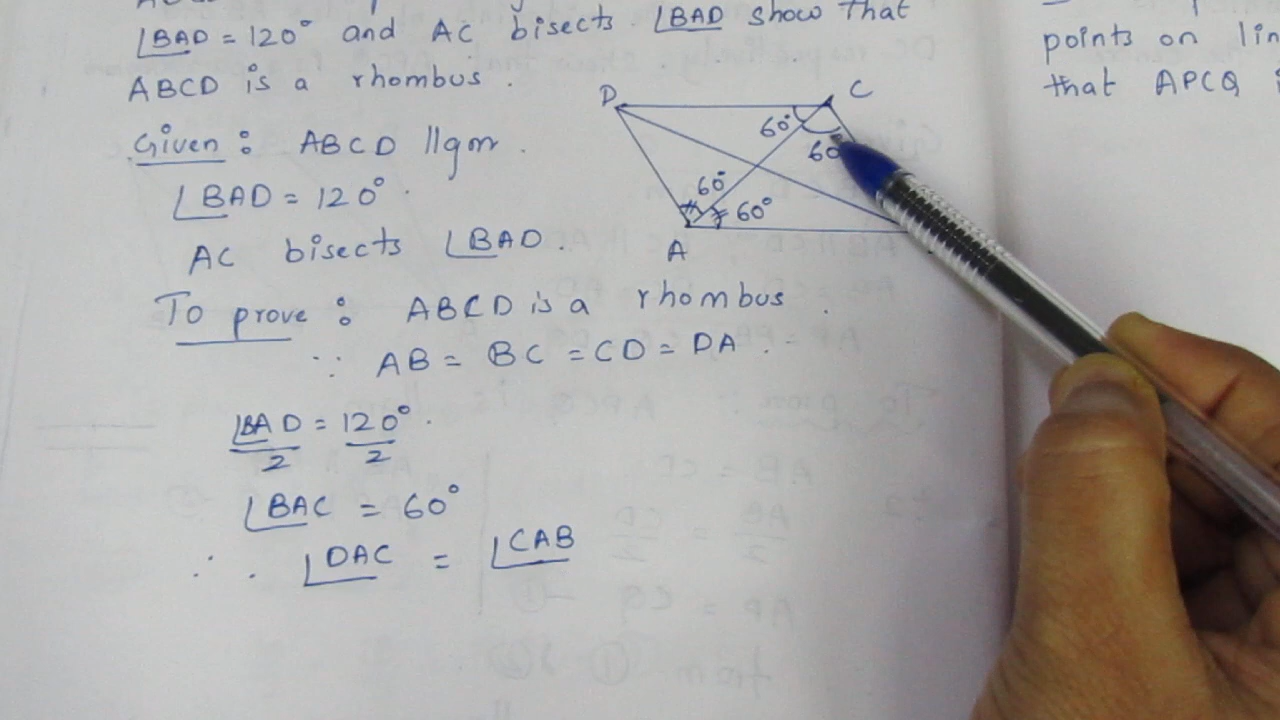 ∠BAD = 120° and AC bisects ∠BAD show that
ABCD is a rhombus.
Given : ABCD ||gm.
∠BAD = 120°.
AC bisects ∠BAD.
To prove : ABCD is a rhombus.
∵ AB = BC = CD = DA.
∠BAD/2 = 120°/2.
∠BAC = 60°
∴ ∠DAC = ∠CAB
D
C
60°
60
60°
60°
A
points on
that APCQ